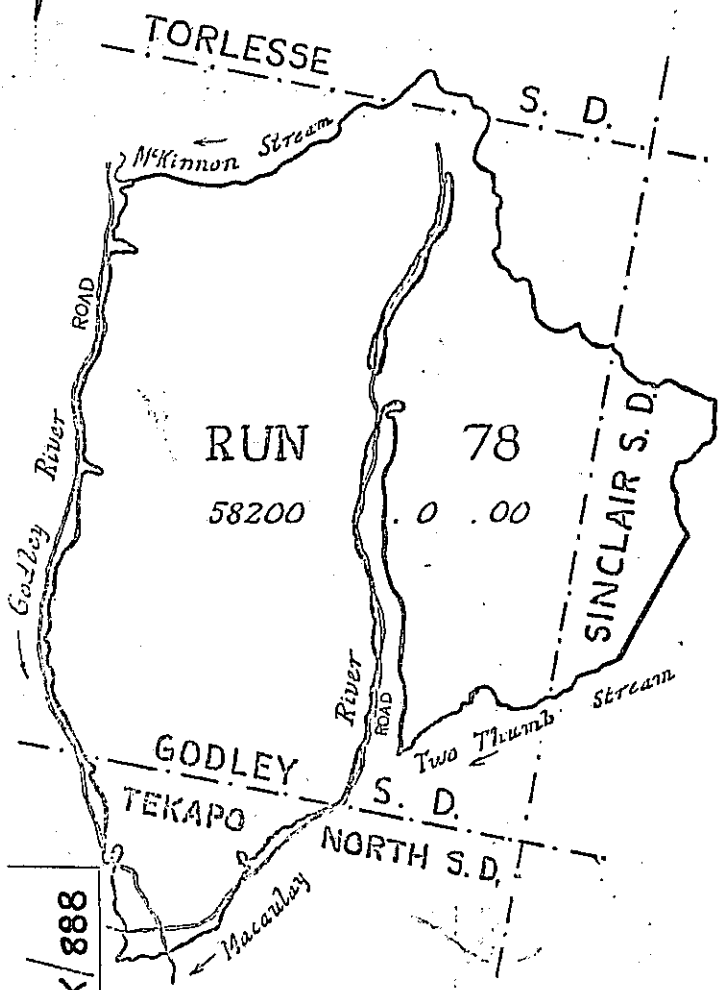 TORLESSE S. D.
McKinnon Stream
ROAD
RUN 78
58200 . 0 . 00
Godley River
SINCLAIR S. D.
Macaulay River
ROAD
Two Thumb Stream
GODLEY S. D.
TEKAPO NORTH S. D.
888